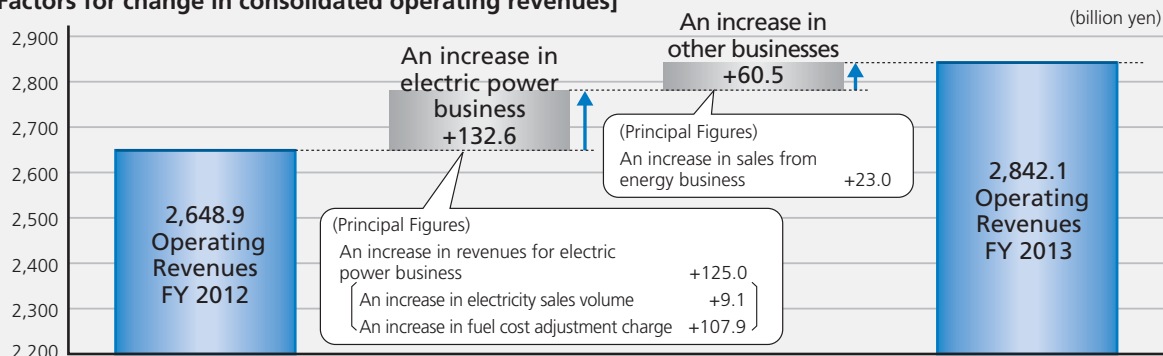 Factors for change in consolidated operating revenues]
(billion yen)
2,900
2,800
2,700
2,600
2,500
2,400
2,300
2,200
2,648.9
Operating
Revenues
FY 2012
An increase in
electric power
business
+132.6
(Principal Figures)
An increase in revenues for electric
power business +125.0
An increase in electricity sales volume +9.1
An increase in fuel cost adjustment charge +107.9
An increase in
other businesses
+60.5
(Principal Figures)
An increase in sales from
energy business +23.0
2,842.1
Operating
Revenues
FY 2013